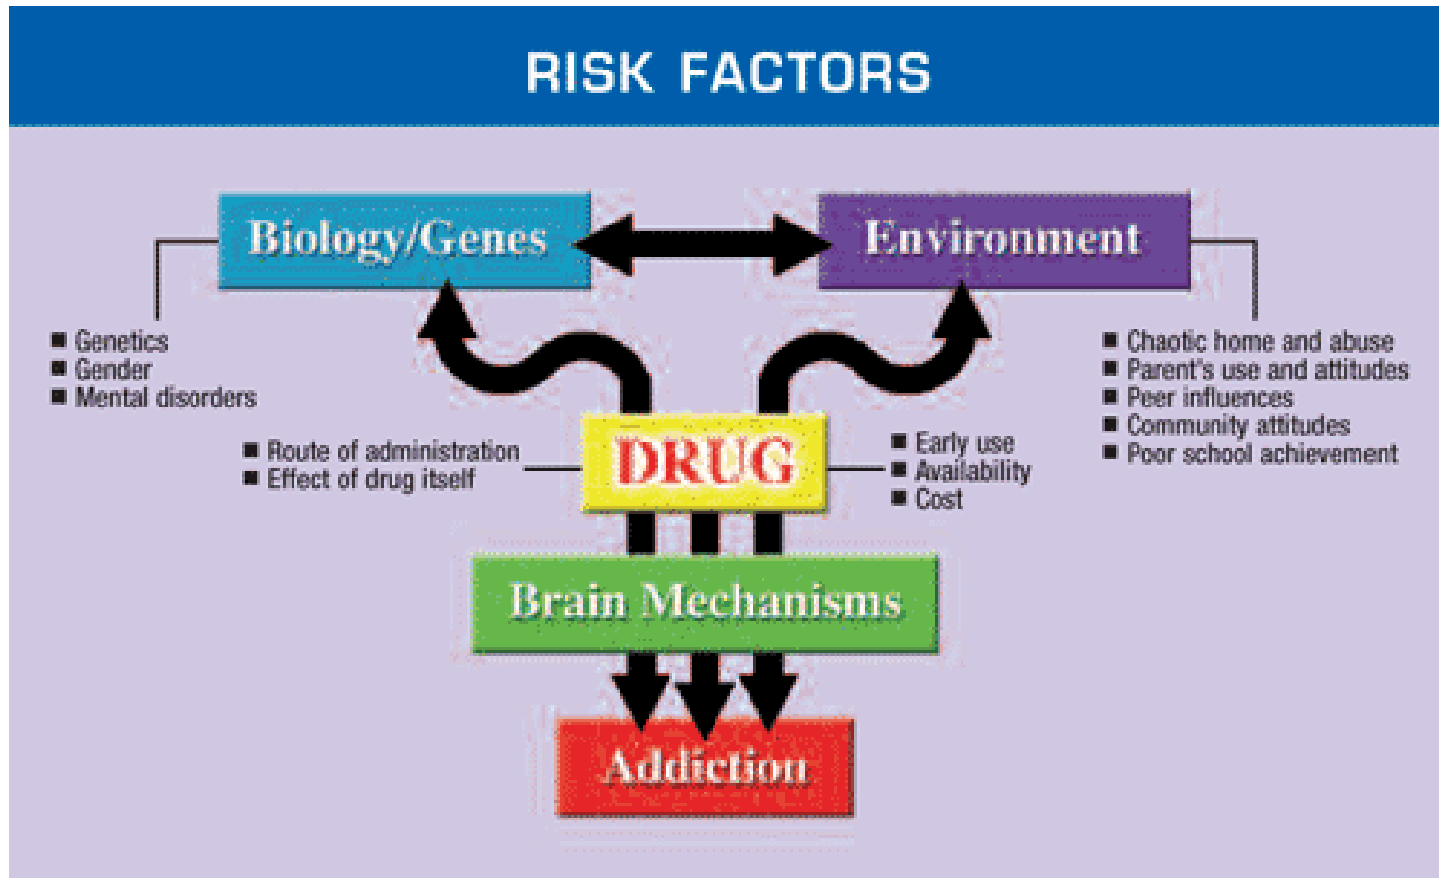 RISK FACTORS
Biology/Genes
Environment
Genetics
Gender
Mental disorders
Chaotic home and abuse
Parent's use and attitudes
Peer influences
Community attitudes
Poor school achievement
Route of administration
Effect of drug itself
DRUG
Early use
Availability
Cost
Brain Mechanisms
Addiction